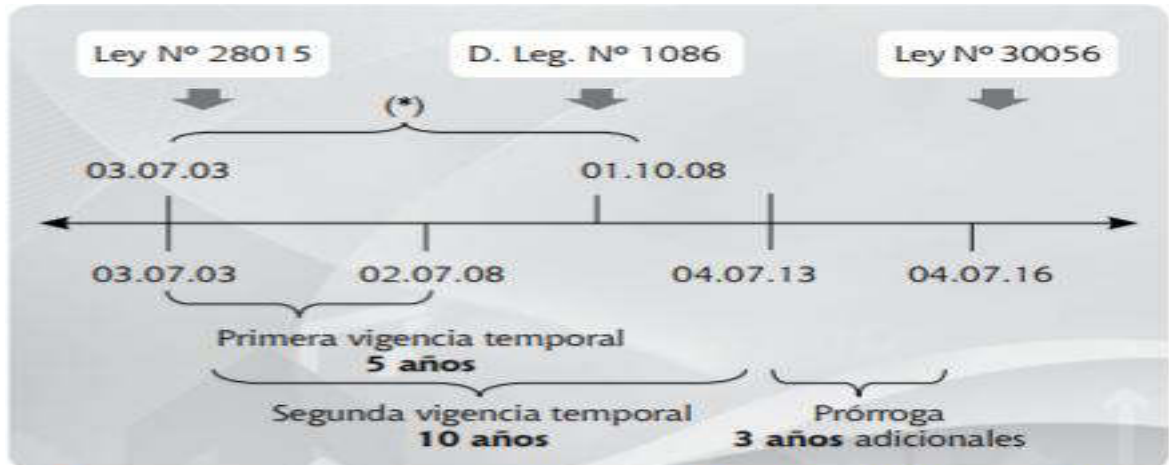 Ley Nº 28015
D. Leg. Nº 1086
Ley Nº 30056
(*)
03.07.03
01.10.08
03.07.03
02.07.08
04.07.13
04.07.16
Primera vigencia temporal
5 años
Segunda vigencia temporal
10 años
Prórroga
3 años adicionales